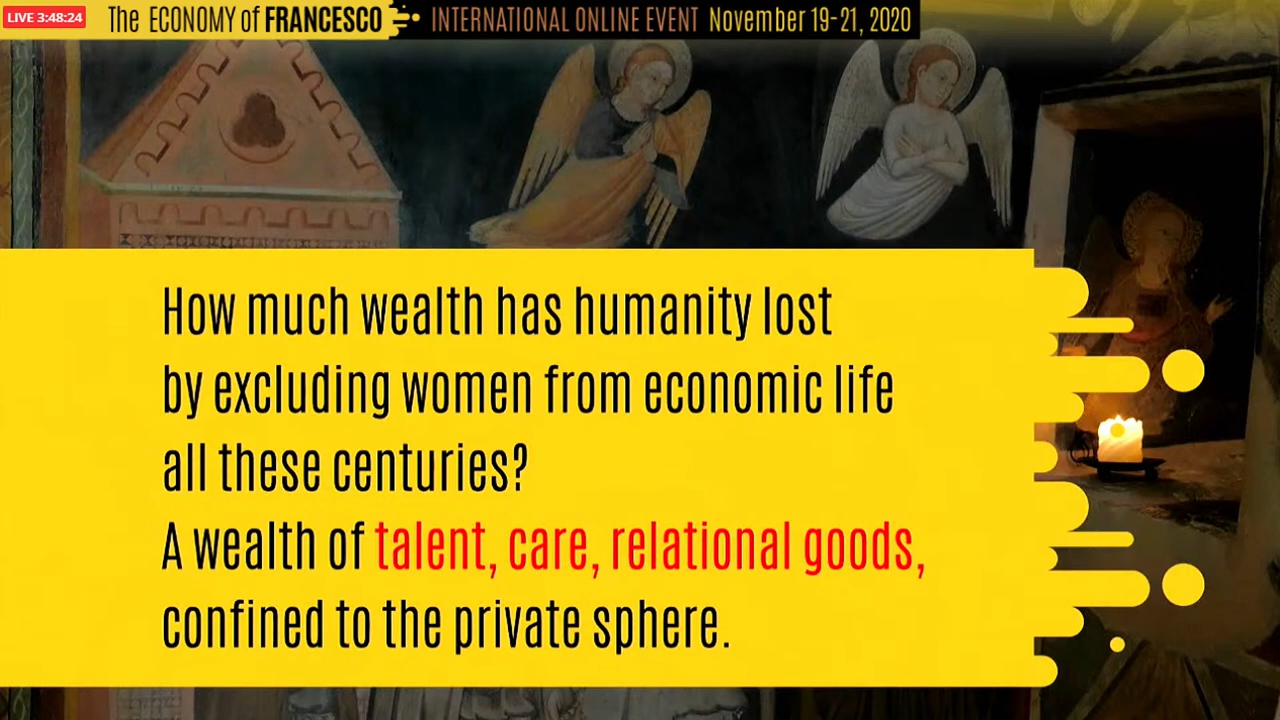 LIVE 3:48:24
The ECONOMY of FRANCESCO INTERNATIONAL ONLINE EVENT November 19-21, 2020
How much wealth has humanity lost
by excluding women from economic life
all these centuries?
A wealth of talent, care, relational goods,
confined to the private sphere.